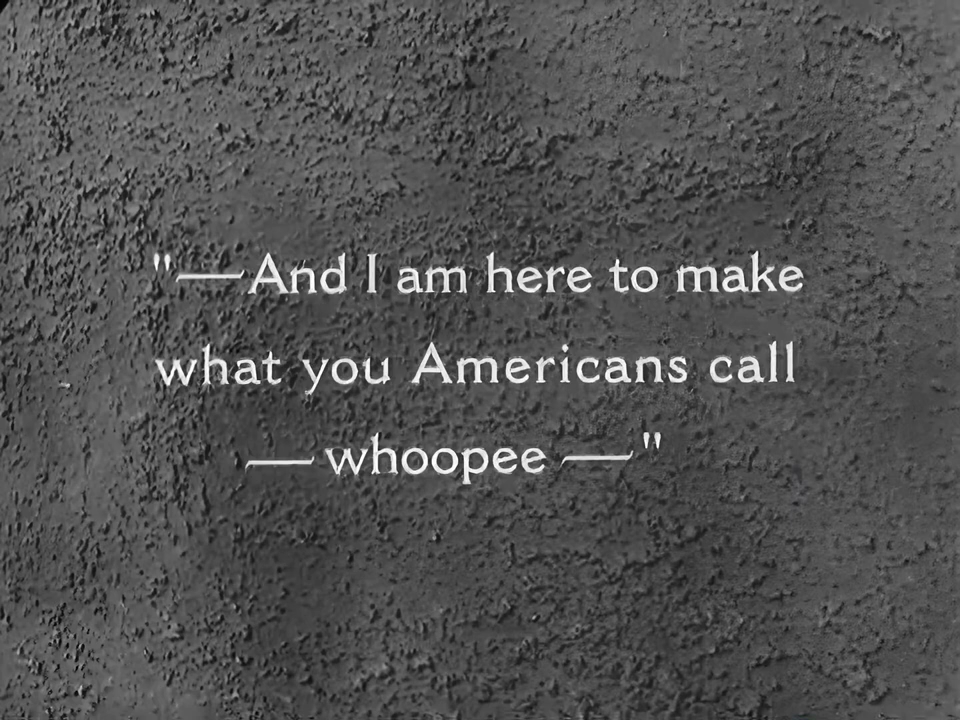 "—And I am here to make
what you Americans call
— whoopee —"